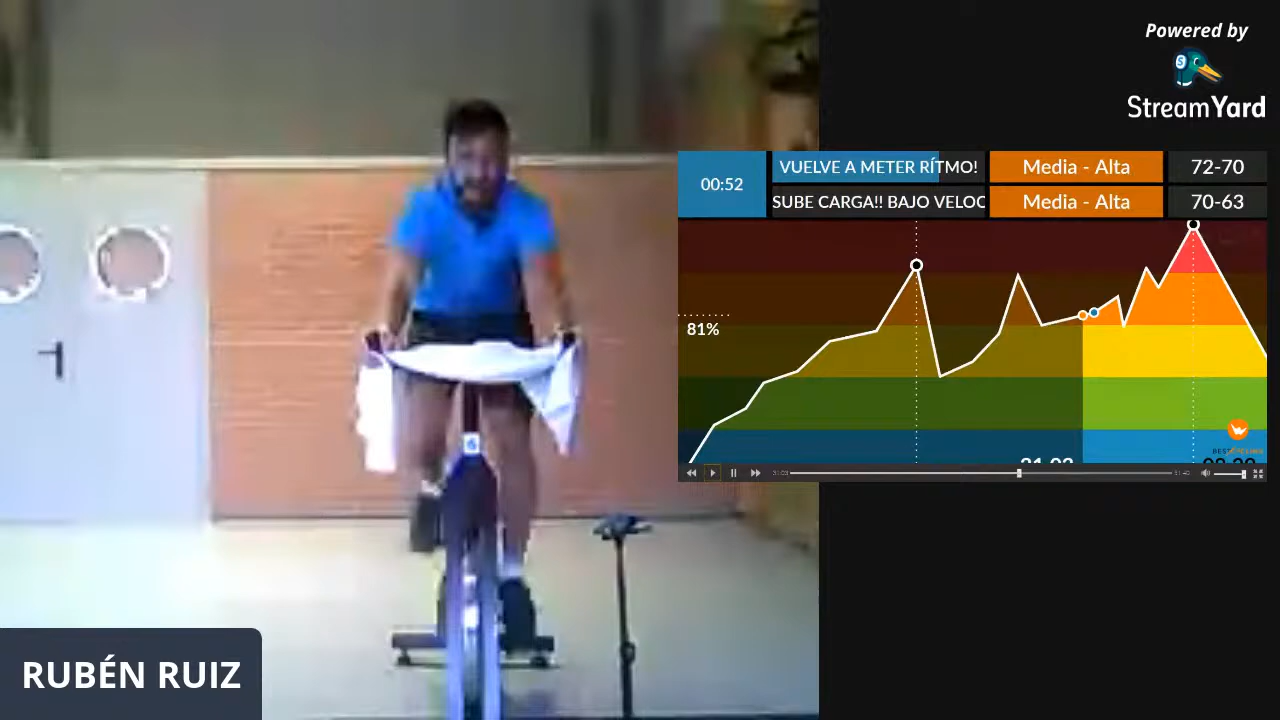 Powered by
StreamYard
00:52
VUELVE A METER RÍTMO!
Media - Alta
72-70
SUBE CARGA!! BAJO VELOC
Media - Alta
70-63
81%
RUBÉN RUIZ